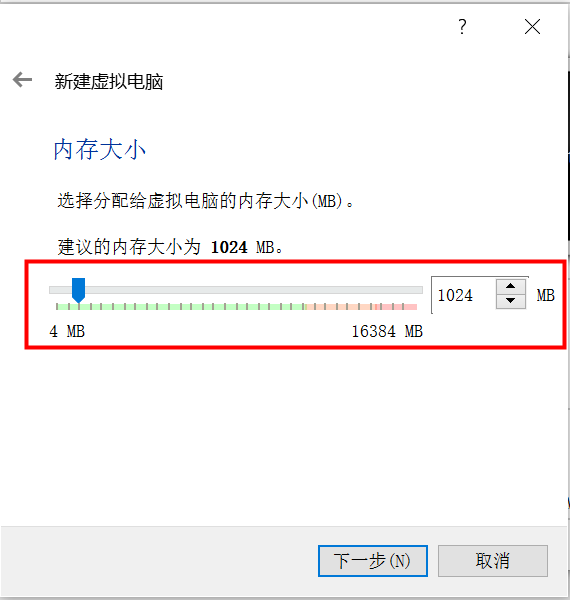 ?
新建虚拟电脑
内存大小
选择分配给虚拟电脑的内存大小(MB)。
建议的内存大小为 1024 MB。
1024 MB
4 MB 16384 MB
下一步(N) 取消